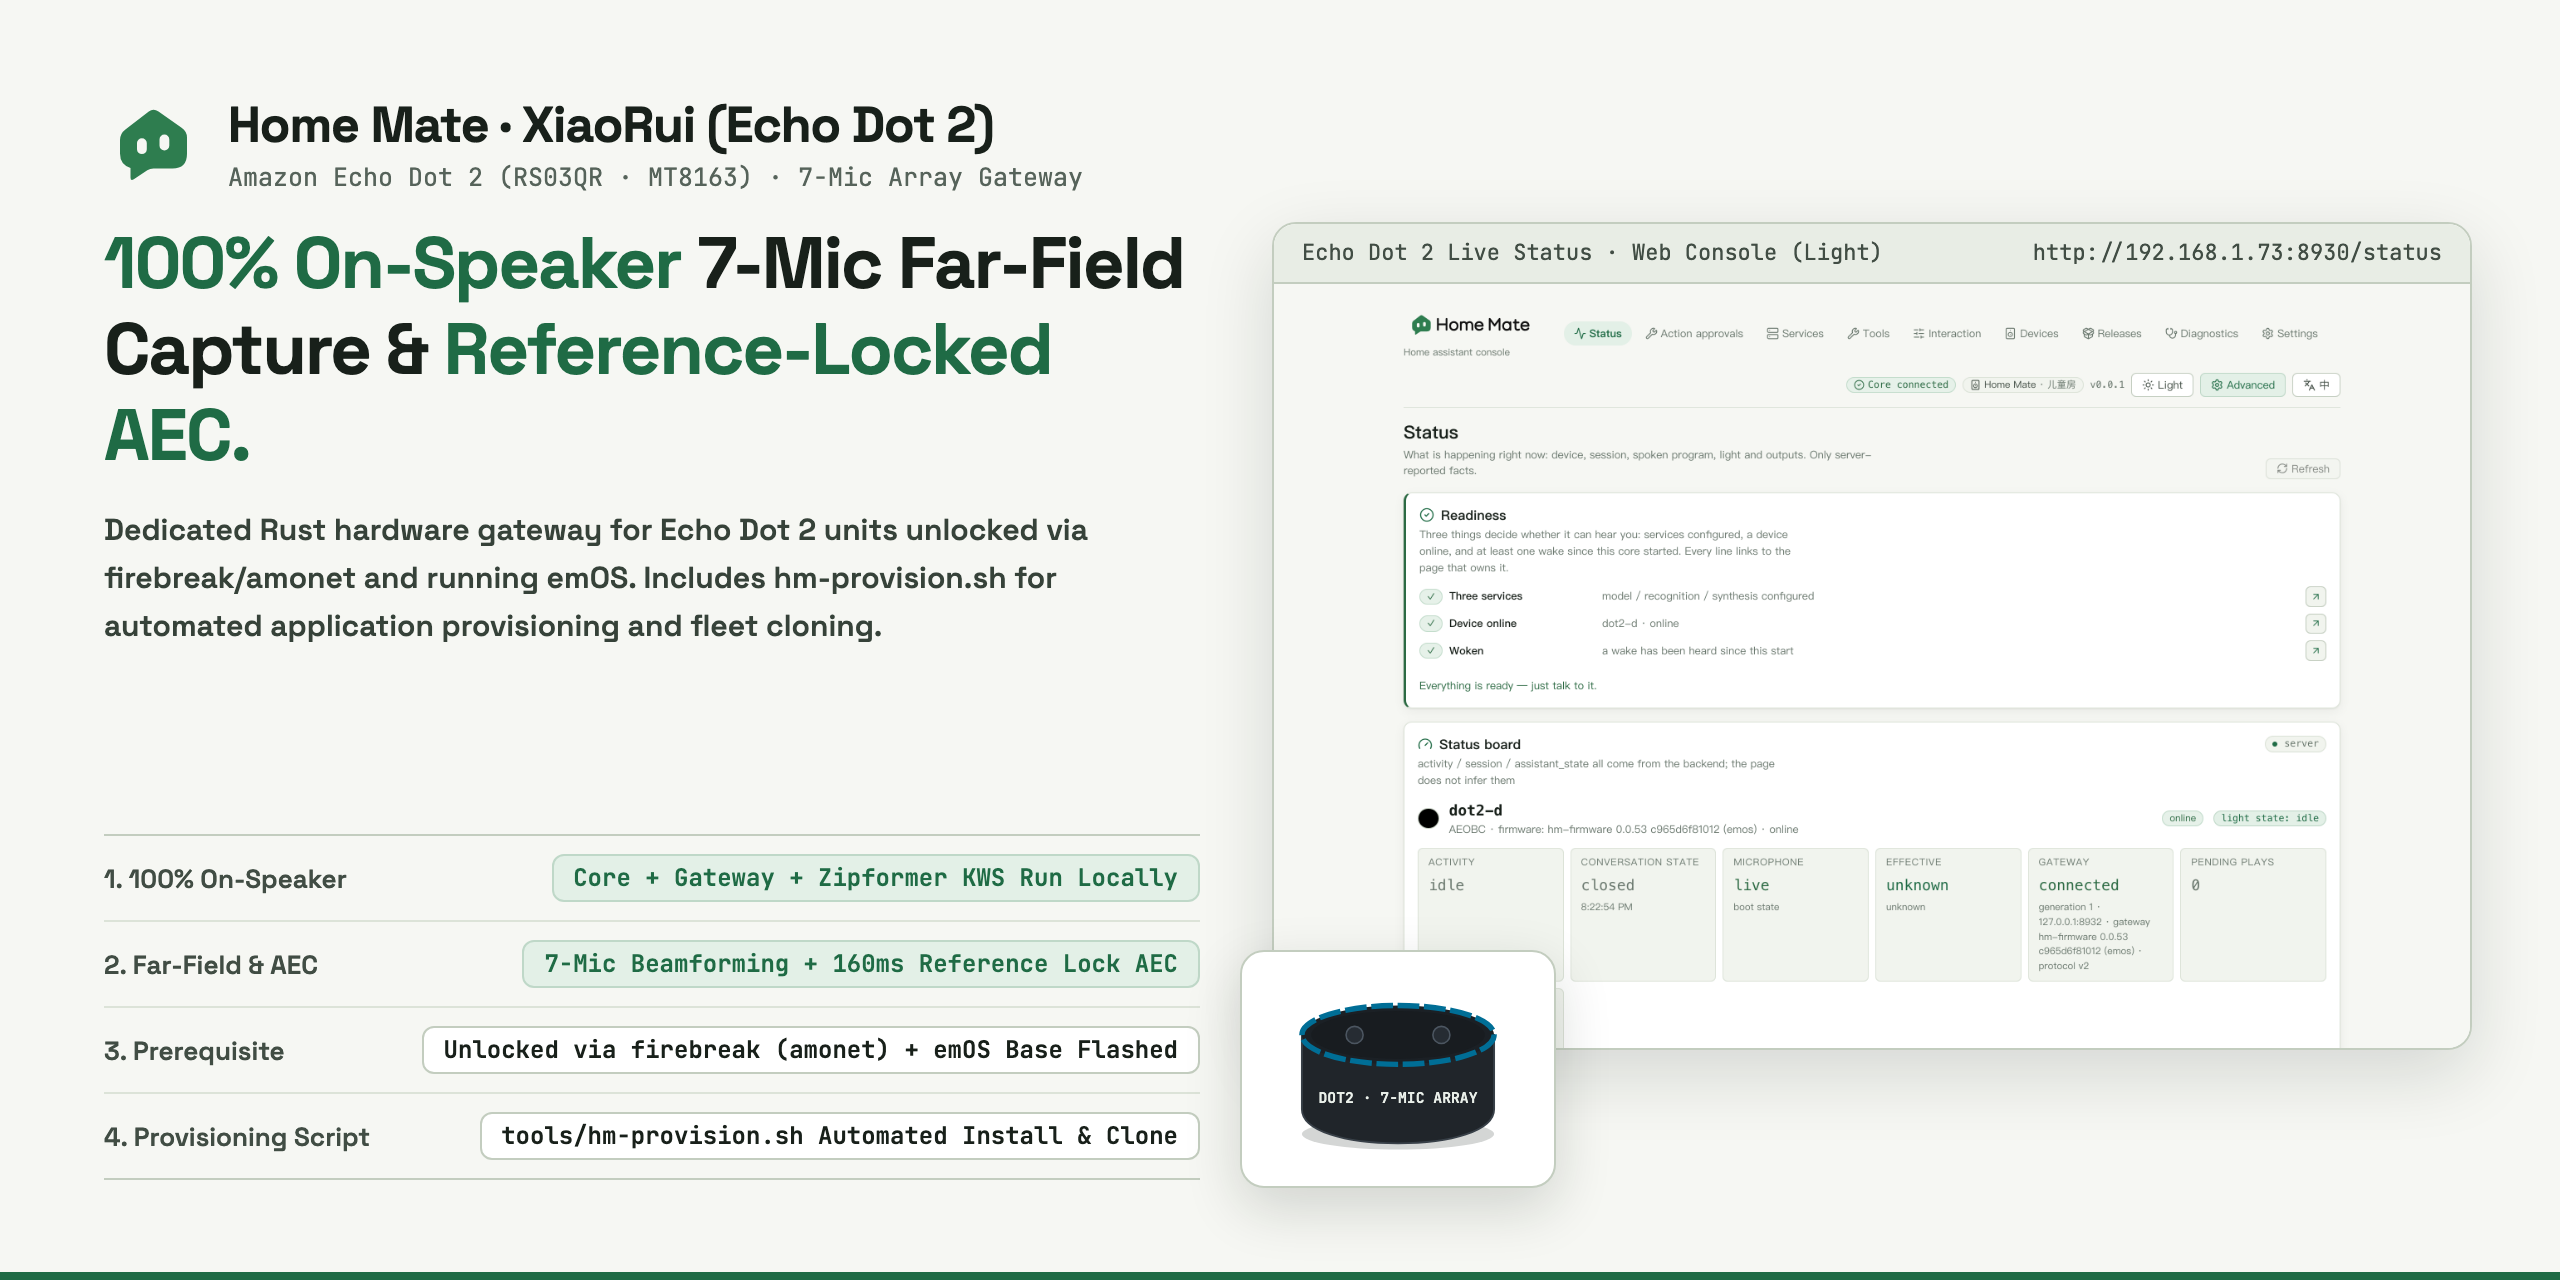 Home Mate · XiaoRui (Echo Dot 2)
Amazon Echo Dot 2 (RS03QR · MT8163) · 7-Mic Array Gateway
100% On-Speaker 7-Mic Far-Field
Capture & Reference-Locked
AEC.
Dedicated Rust hardware gateway for Echo Dot 2 units unlocked via
firebreak/amonet and running emOS. Includes hm-provision.sh for
automated application provisioning and fleet cloning.
1. 100% On-Speaker
Core + Gateway + Zipformer KWS Run Locally
2. Far-Field & AEC
7-Mic Beamforming + 160ms Reference Lock AEC
3. Prerequisite
Unlocked via firebreak (amonet) + emOS Base Flashed
4. Provisioning Script
tools/hm-provision.sh Automated Install & Clone
Echo Dot 2 Live Status · Web Console (Light)
http://192.168.1.73:8930/status
Home Mate
Home assistant console
Status
Action approvals
Services
Tools
Interaction
Devices
Releases
Diagnostics
Settings
Core connected
Home Mate · 儿童房
v0.0.1
Light
Advanced
中
Status
What is happening right now: device, session, spoken program, light and outputs. Only server-
reported facts.
Refresh
Readiness
Three things decide whether it can hear you: services configured, a device
online, and at least one wake since this core started. Every line links to the
page that owns it.
Three services
model / recognition / synthesis configured
Device online
dot2-d · online
Woken
a wake has been heard since this start
Everything is ready — just talk to it.
Status board
server
activity / session / assistant_state all come from the backend; the page
does not infer them
dot2-d
AEOBC · firmware: hm-firmware 0.0.53 c965d6f81012 (emos) · online
online
light state: idle
ACTIVITY
idle
CONVERSATION STATE
closed
8:22:54 PM
MICROPHONE
live
boot state
EFFECTIVE
unknown
unknown
GATEWAY
connected
generation 1 ·
127.0.0.1:8932 · gateway
hm-firmware 0.0.53
c965d6f81012 (emos) ·
protocol v2
PENDING PLAYS
0
DOT2 · 7-MIC ARRAY